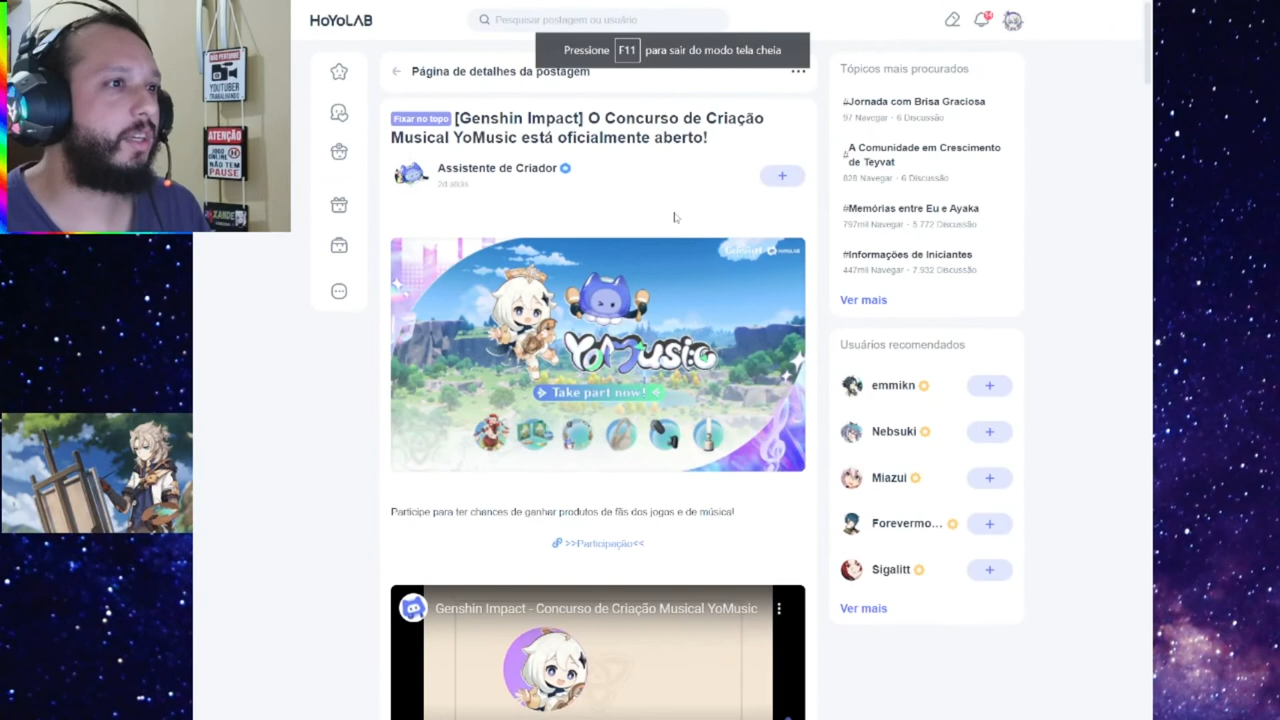 HoYoLAB
Pesquisar postagem ou usuário
Pressione F11 para sair do modo tela cheia
NÃO PERTURBE
YOUTUBER
TRABALHANDO
ATENÇÃO
JOGO
ONLINE
NÃO TEM
PAUSE
XANDE
Página de detalhes da postagem
Fixar no topo [Genshin Impact] O Concurso de Criação
Musical YoMusic está oficialmente aberto!
Assistente de Criador
2d atrás
YoMusic
Take part now!
Participe para ter chances de ganhar produtos de fãs dos jogos e de música!
>>Participação<<
Genshin Impact - Concurso de Criação Musical YoMusic
Tópicos mais procurados
#Jornada com Brisa Graciosa
97 Navegar · 6 Discussão
#A Comunidade em Crescimento
de Teyvat
828 Navegar · 6 Discussão
#Memórias entre Eu e Ayaka
797mil Navegar · 5.772 Discussão
#Informações de Iniciantes
447mil Navegar · 7.932 Discussão
Ver mais
Usuários recomendados
emmikn
Nebsuki
Miazui
Forevermo...
Sigalitt
Ver mais